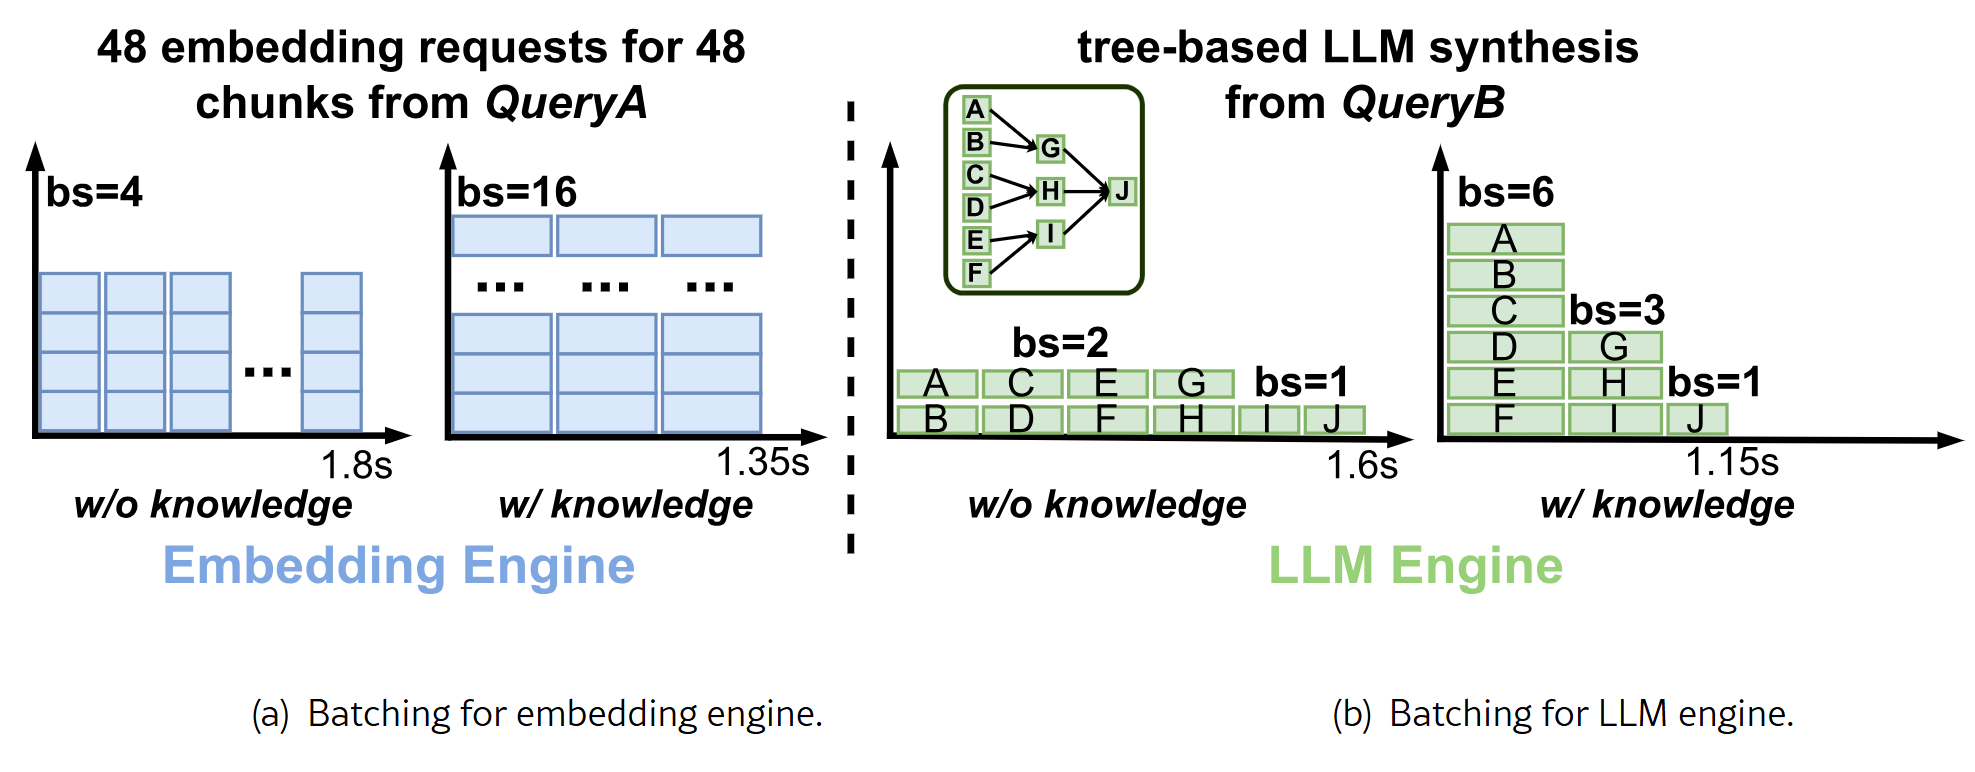 48 embedding requests for 48
chunks from QueryA
bs=4
...
1.8s
w/o knowledge
bs=16
... ... ...
1.35s
w/ knowledge
Embedding Engine
tree-based LLM synthesis
from QueryB
A
B
C
D
E
F
G
H
I
J
bs=2
bs=1
A C E G
B D F H I J
1.6s
w/o knowledge
bs=6
A
B
C
bs=3
D G
E H
bs=1
F I J
1.15s
w/ knowledge
LLM Engine
(a) Batching for embedding engine.
(b) Batching for LLM engine.